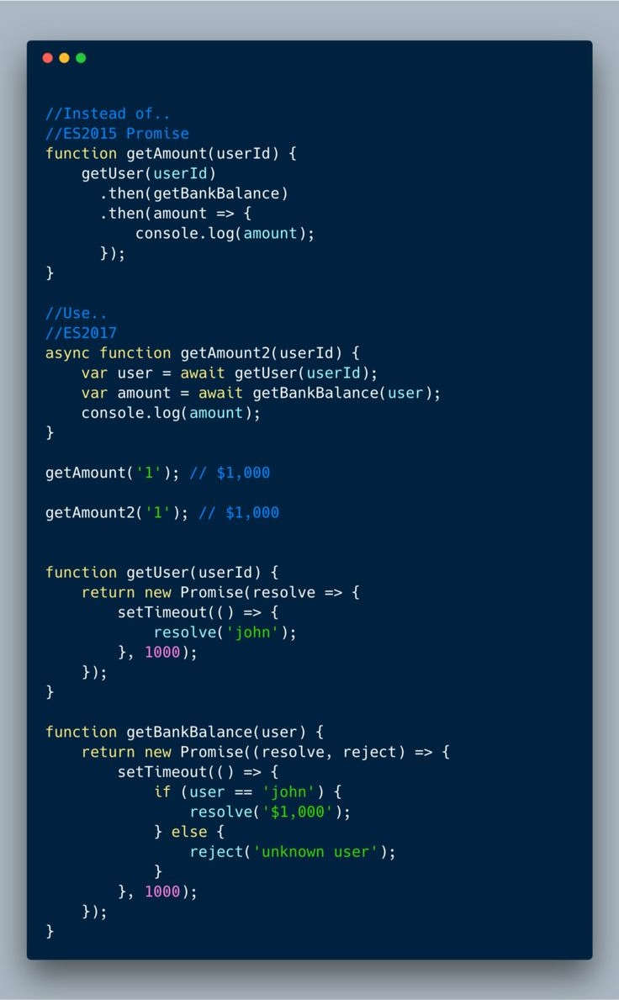 //Instead of..
//ES2015 Promise
function getAmount(userId) {
    getUser(userId)
      .then(getBankBalance)
      .then(amount => {
          console.log(amount);
      });
}

//Use..
//ES2017
async function getAmount2(userId) {
    var user = await getUser(userId);
    var amount = await getBankBalance(user);
    console.log(amount);
}

getAmount('1'); // $1,000

getAmount2('1'); // $1,000


function getUser(userId) {
    return new Promise(resolve => {
        setTimeout(() => {
            resolve('john');
        }, 1000);
    });
}

function getBankBalance(user) {
    return new Promise((resolve, reject) => {
        setTimeout(() => {
            if (user == 'john') {
                resolve('$1,000');
            } else {
                reject('unknown user');
            }
        }, 1000);
    });
}